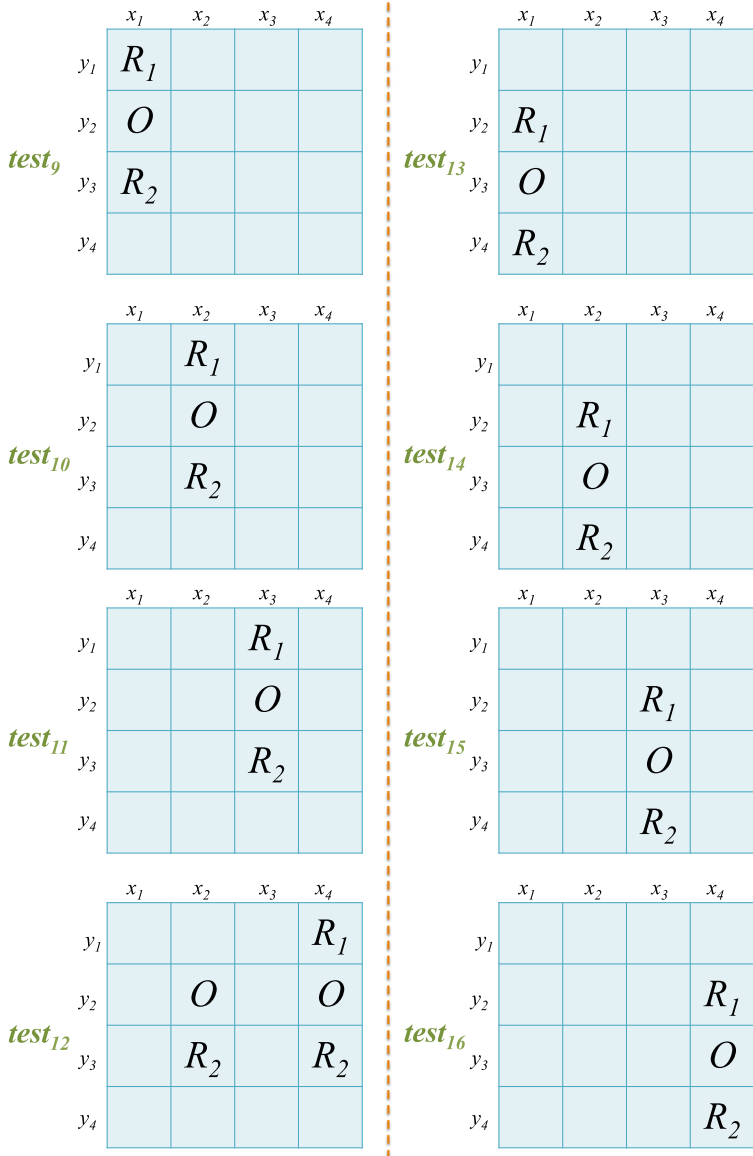 x₁ x₂ x₃ x₄
y₁ R₁
y₂ O
test₉
y₃ R₂
y₄
x₁ x₂ x₃ x₄
y₁ R₁
y₂ O
test₁₀
y₃ R₂
y₄
x₁ x₂ x₃ x₄
y₁ R₁
y₂ O
test₁₁
y₃ R₂
y₄
x₁ x₂ x₃ x₄
y₁ R₁
y₂ O O
test₁₂
y₃ R₂ R₂
y₄
x₁ x₂ x₃ x₄
y₁
y₂ R₁
test₁₃
y₃ O
y₄ R₂
x₁ x₂ x₃ x₄
y₁
y₂ R₁
test₁₄
y₃ O
y₄ R₂
x₁ x₂ x₃ x₄
y₁
y₂ R₁
test₁₅
y₃ O
y₄ R₂
x₁ x₂ x₃ x₄
y₁
y₂ R₁
test₁₆
y₃ O
y₄ R₂